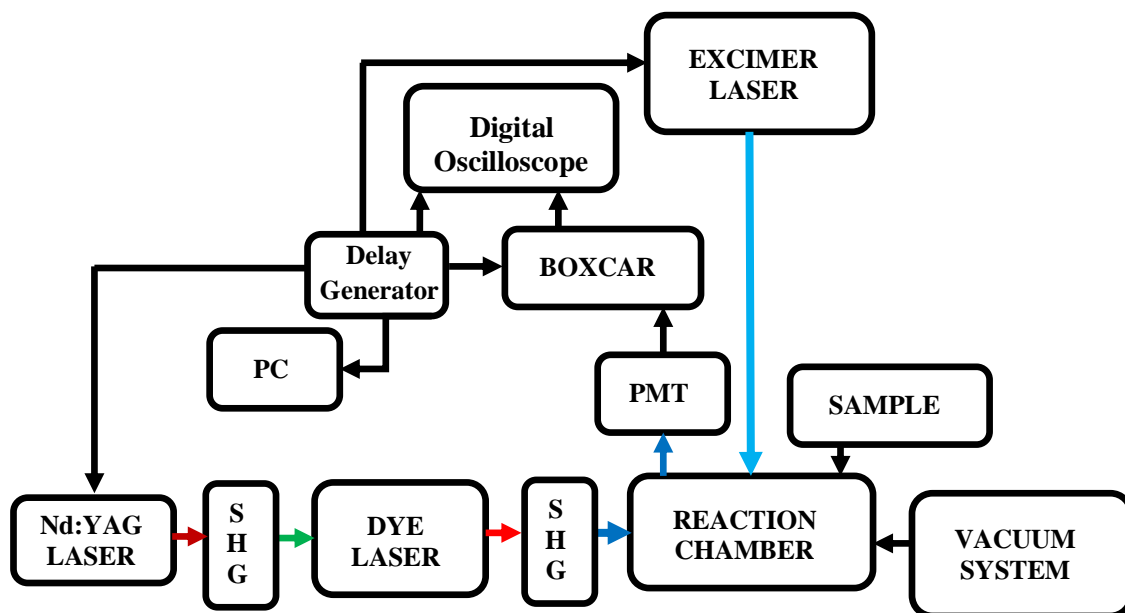 EXCIMER
LASER
Digital
Oscilloscope
Delay
Generator
BOXCAR
PC
PMT
SAMPLE
Nd:YAG
LASER
S
H
G
DYE
LASER
S
H
G
REACTION
CHAMBER
VACUUM
SYSTEM